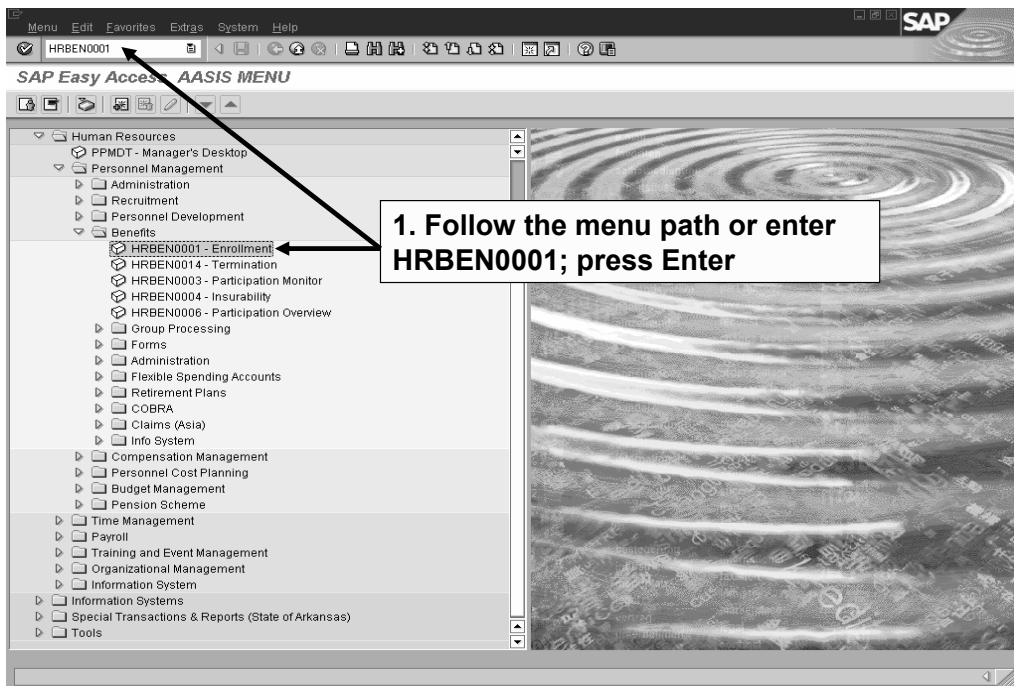 Menu Edit Favorites Extras System Help
SAP
HRBEN0001
SAP Easy Access AASIS MENU
Human Resources
PPMDT - Manager's Desktop
Personnel Management
Administration
Recruitment
Personnel Development
Benefits
HRBEN0001 - Enrollment
HRBEN0014 - Termination
HRBEN0003 - Participation Monitor
HRBEN0004 - Insurability
HRBEN0006 - Participation Overview
Group Processing
Forms
Administration
Flexible Spending Accounts
Retirement Plans
COBRA
Claims (Asia)
Info System
Compensation Management
Personnel Cost Planning
Budget Management
Pension Scheme
Time Management
Payroll
Training and Event Management
Organizational Management
Information System
Information Systems
Special Transactions & Reports (State of Arkansas)
Tools
1. Follow the menu path or enter
HRBEN0001; press Enter